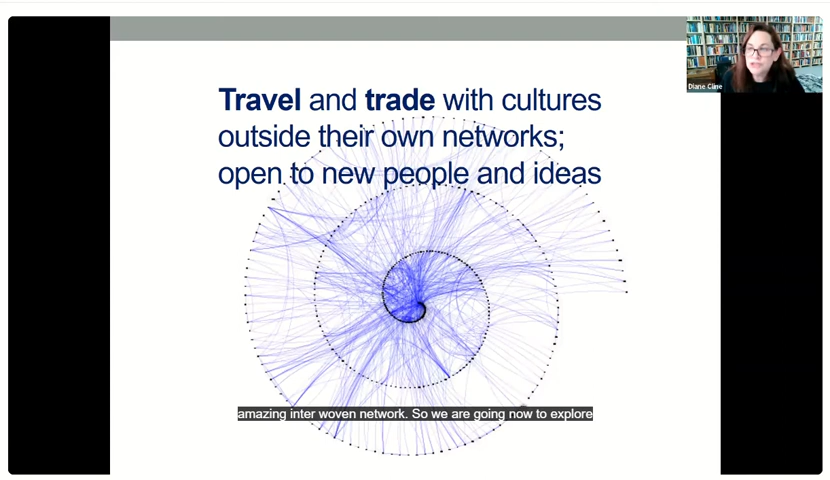 Diane Cline
Travel and trade with cultures
outside their own networks;
open to new people and ideas
amazing inter woven network. So we are going now to explore